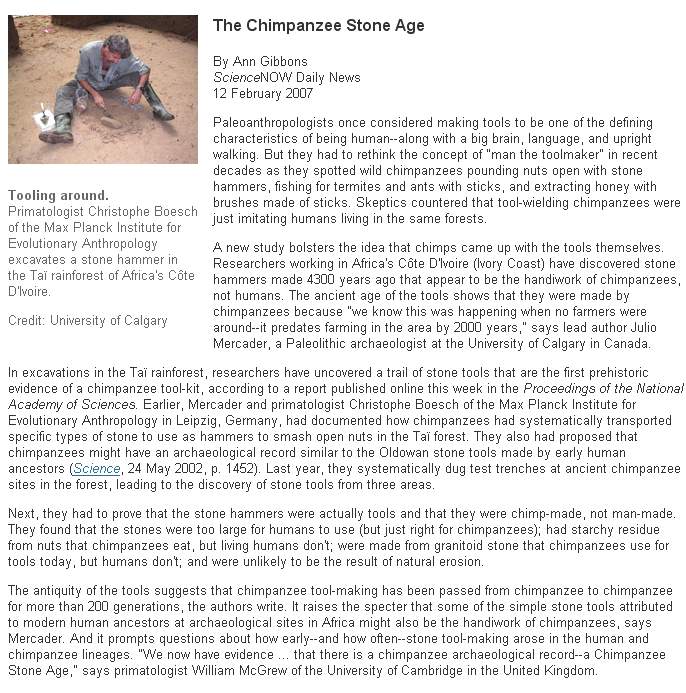 The Chimpanzee Stone Age
By Ann Gibbons
ScienceNOW Daily News
12 February 2007
Paleoanthropologists once considered making tools to be one of the defining
characteristics of being human--along with a big brain, language, and upright
walking. But they had to rethink the concept of "man the toolmaker" in recent
decades as they spotted wild chimpanzees pounding nuts open with stone
hammers, fishing for termites and ants with sticks, and extracting honey with
brushes made of sticks. Skeptics countered that tool-wielding chimpanzees were
just imitating humans living in the same forests.
Tooling around.
Primatologist Christophe Boesch
of the Max Planck Institute for
Evolutionary Anthropology
excavates a stone hammer in
the Taï rainforest of Africa's Côte
D'Ivoire.
Credit: University of Calgary
A new study bolsters the idea that chimps came up with the tools themselves.
Researchers working in Africa's Côte D'Ivoire (Ivory Coast) have discovered stone
hammers made 4300 years ago that appear to be the handiwork of chimpanzees,
not humans. The ancient age of the tools shows that they were made by
chimpanzees because "we know this was happening when no farmers were
around--it predates farming in the area by 2000 years," says lead author Julio
Mercader, a Paleolithic archaeologist at the University of Calgary in Canada.
In excavations in the Taï rainforest, researchers have uncovered a trail of stone tools that are the first prehistoric
evidence of a chimpanzee tool-kit, according to a report published online this week in the Proceedings of the National
Academy of Sciences. Earlier, Mercader and primatologist Christophe Boesch of the Max Planck Institute for
Evolutionary Anthropology in Leipzig, Germany, had documented how chimpanzees had systematically transported
specific types of stone to use as hammers to smash open nuts in the Taï forest. They also had proposed that
chimpanzees might have an archaeological record similar to the Oldowan stone tools made by early human
ancestors (Science, 24 May 2002, p. 1452). Last year, they systematically dug test trenches at ancient chimpanzee
sites in the forest, leading to the discovery of stone tools from three areas.
Next, they had to prove that the stone hammers were actually tools and that they were chimp-made, not man-made.
They found that the stones were too large for humans to use (but just right for chimpanzees); had starchy residue
from nuts that chimpanzees eat, but living humans don't; were made from granitoid stone that chimpanzees use for
tools today, but humans don't; and were unlikely to be the result of natural erosion.
The antiquity of the tools suggests that chimpanzee tool-making has been passed from chimpanzee to chimpanzee
for more than 200 generations, the authors write. It raises the specter that some of the simple stone tools attributed
to modern human ancestors at archaeological sites in Africa might also be the handiwork of chimpanzees, says
Mercader. And it prompts questions about how early--and how often--stone tool-making arose in the human and
chimpanzee lineages. "We now have evidence ... that there is a chimpanzee archaeological record--a Chimpanzee
Stone Age," says primatologist William McGrew of the University of Cambridge in the United Kingdom.